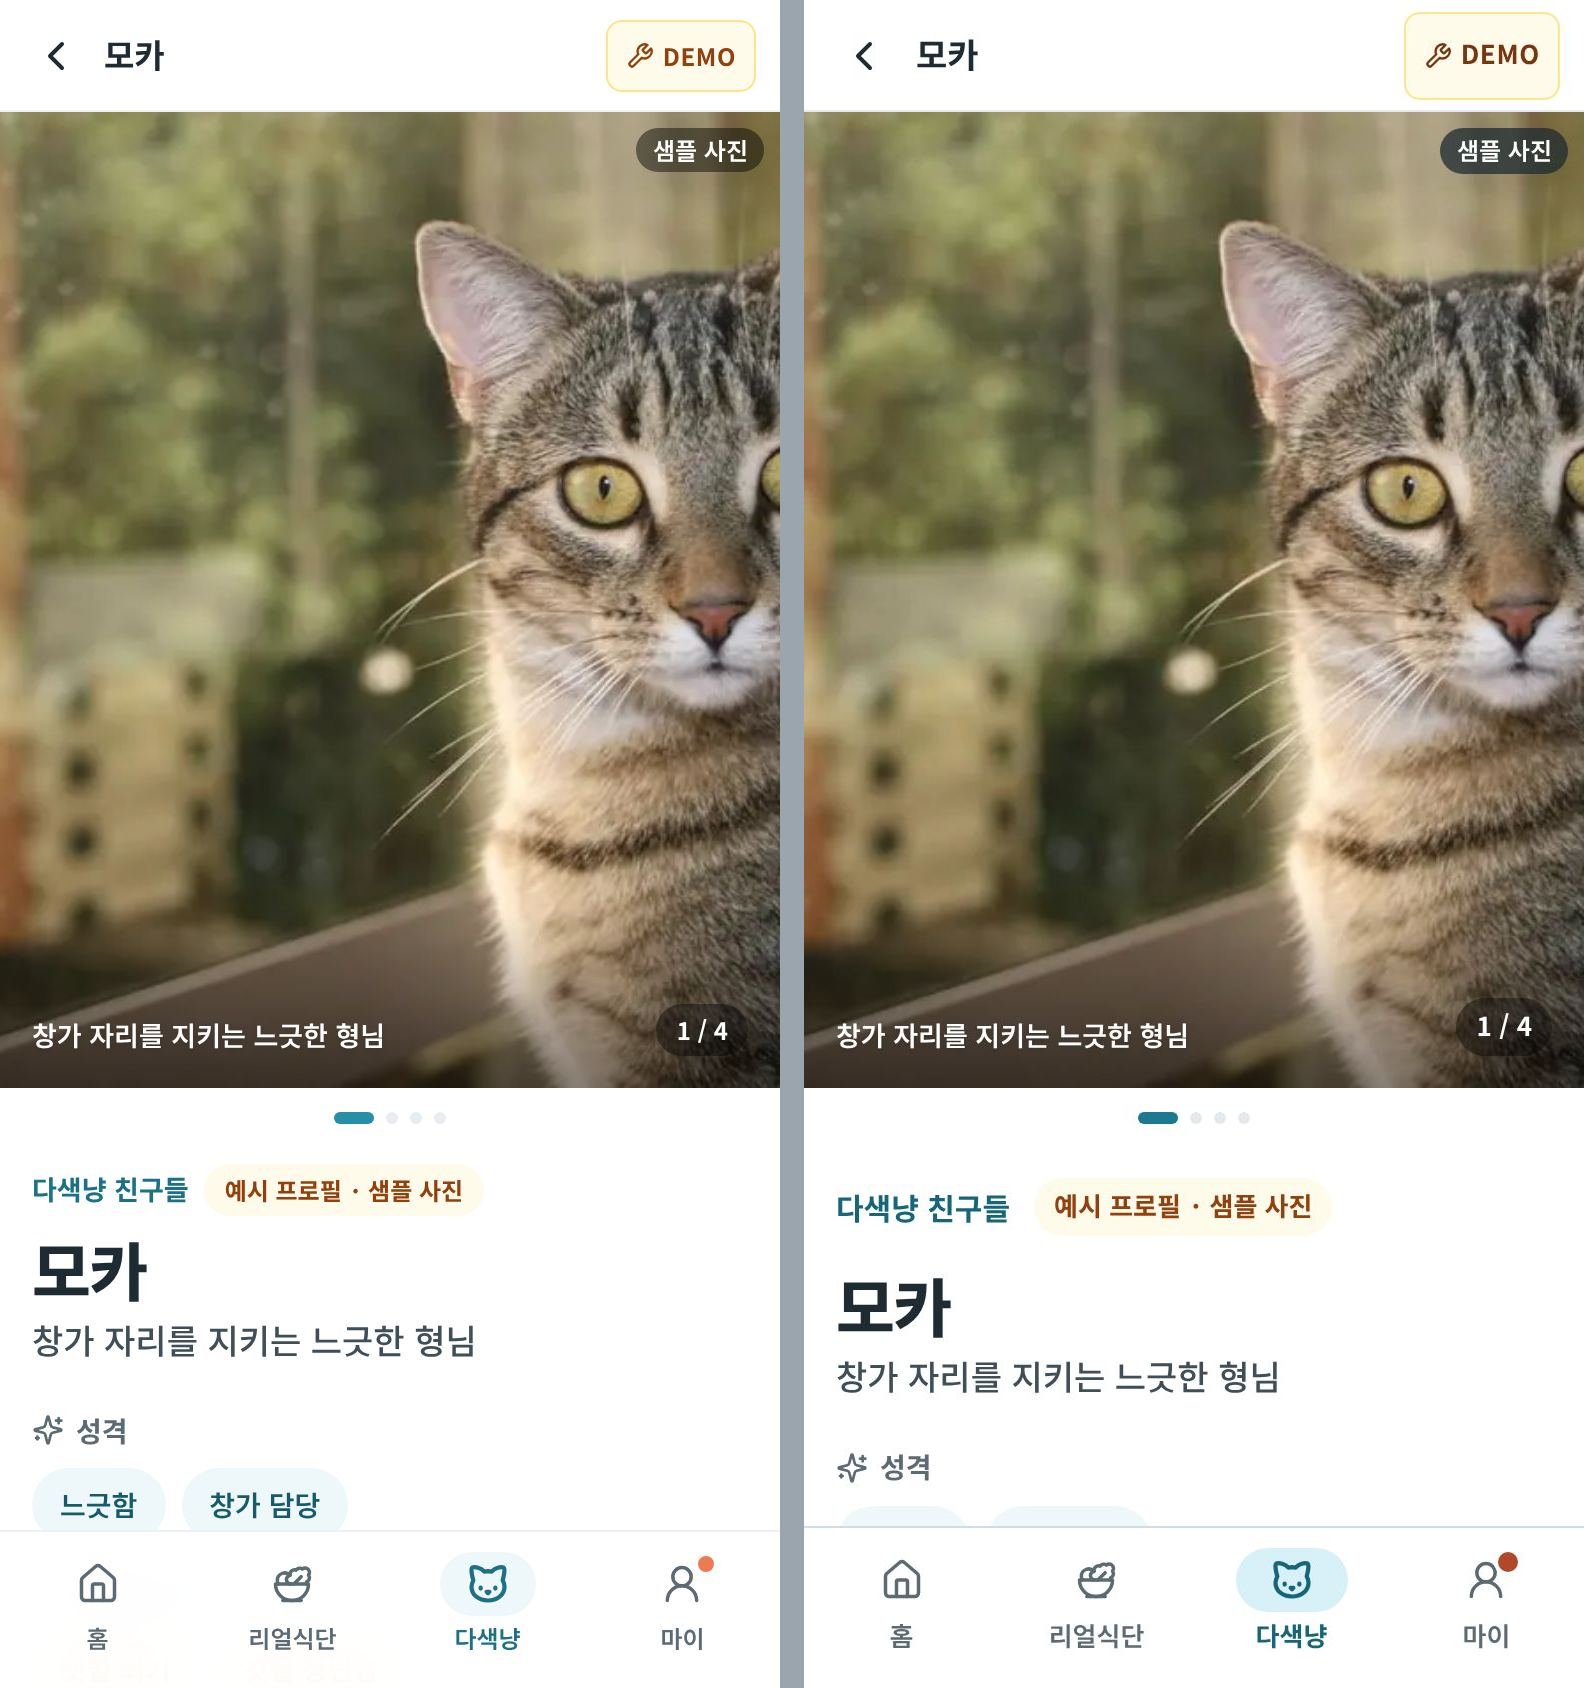 모카
DEMO
샘플 사진
창가 자리를 지키는 느긋한 형님
1 / 4
다색냥 친구들
예시 프로필 · 샘플 사진
모카
창가 자리를 지키는 느긋한 형님
성격
느긋함
창가 담당
홈
리얼식단
다색냥
마이
모카
DEMO
샘플 사진
창가 자리를 지키는 느긋한 형님
1 / 4
다색냥 친구들
예시 프로필 · 샘플 사진
모카
창가 자리를 지키는 느긋한 형님
성격
홈
리얼식단
다색냥
마이